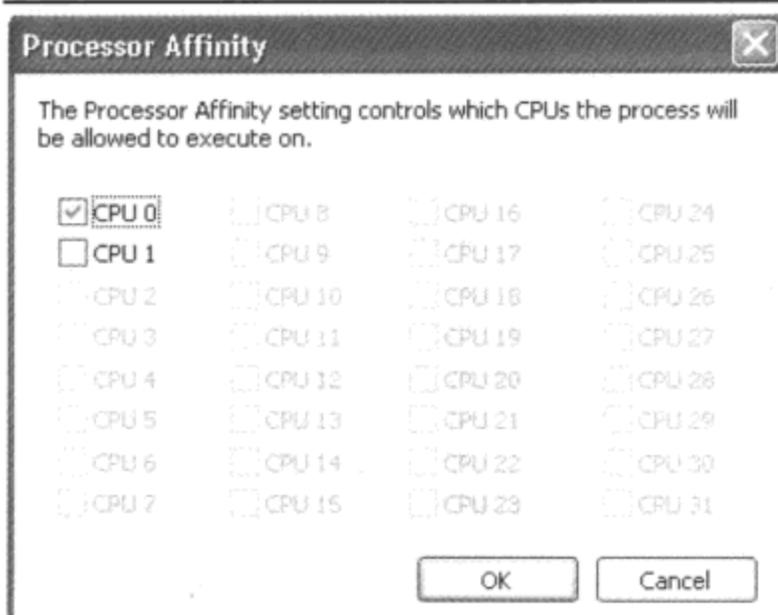 Processor Affinity
The Processor Affinity setting controls which CPUs the process will
be allowed to execute on.
CPU 0 CPU 8 CPU 16 CPU 24
CPU 1 CPU 9 CPU 17 CPU 25
CPU 2 CPU 10 CPU 18 CPU 26
CPU 3 CPU 11 CPU 19 CPU 27
CPU 4 CPU 12 CPU 20 CPU 28
CPU 5 CPU 13 CPU 21 CPU 29
CPU 6 CPU 14 CPU 22 CPU 30
CPU 7 CPU 15 CPU 23 CPU 31
OK Cancel